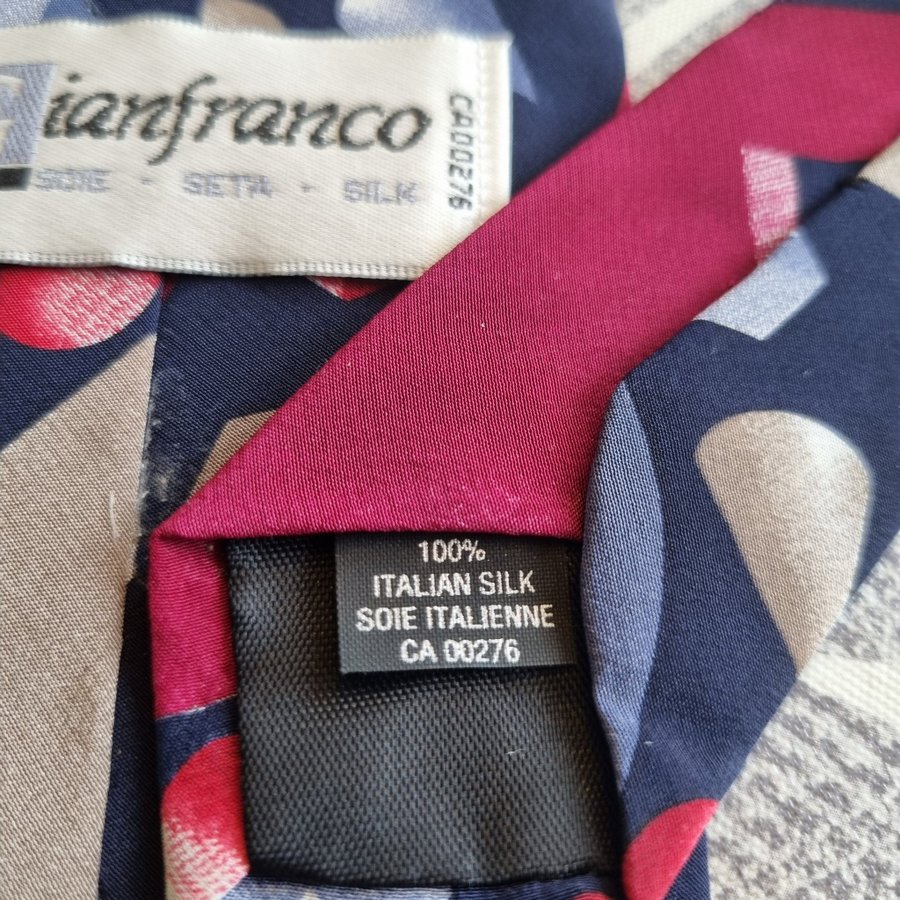 Gianfranco
SOIE - SETA - SILK
CA00276
100%
ITALIAN SILK
SOIE ITALIENNE
CA 00276